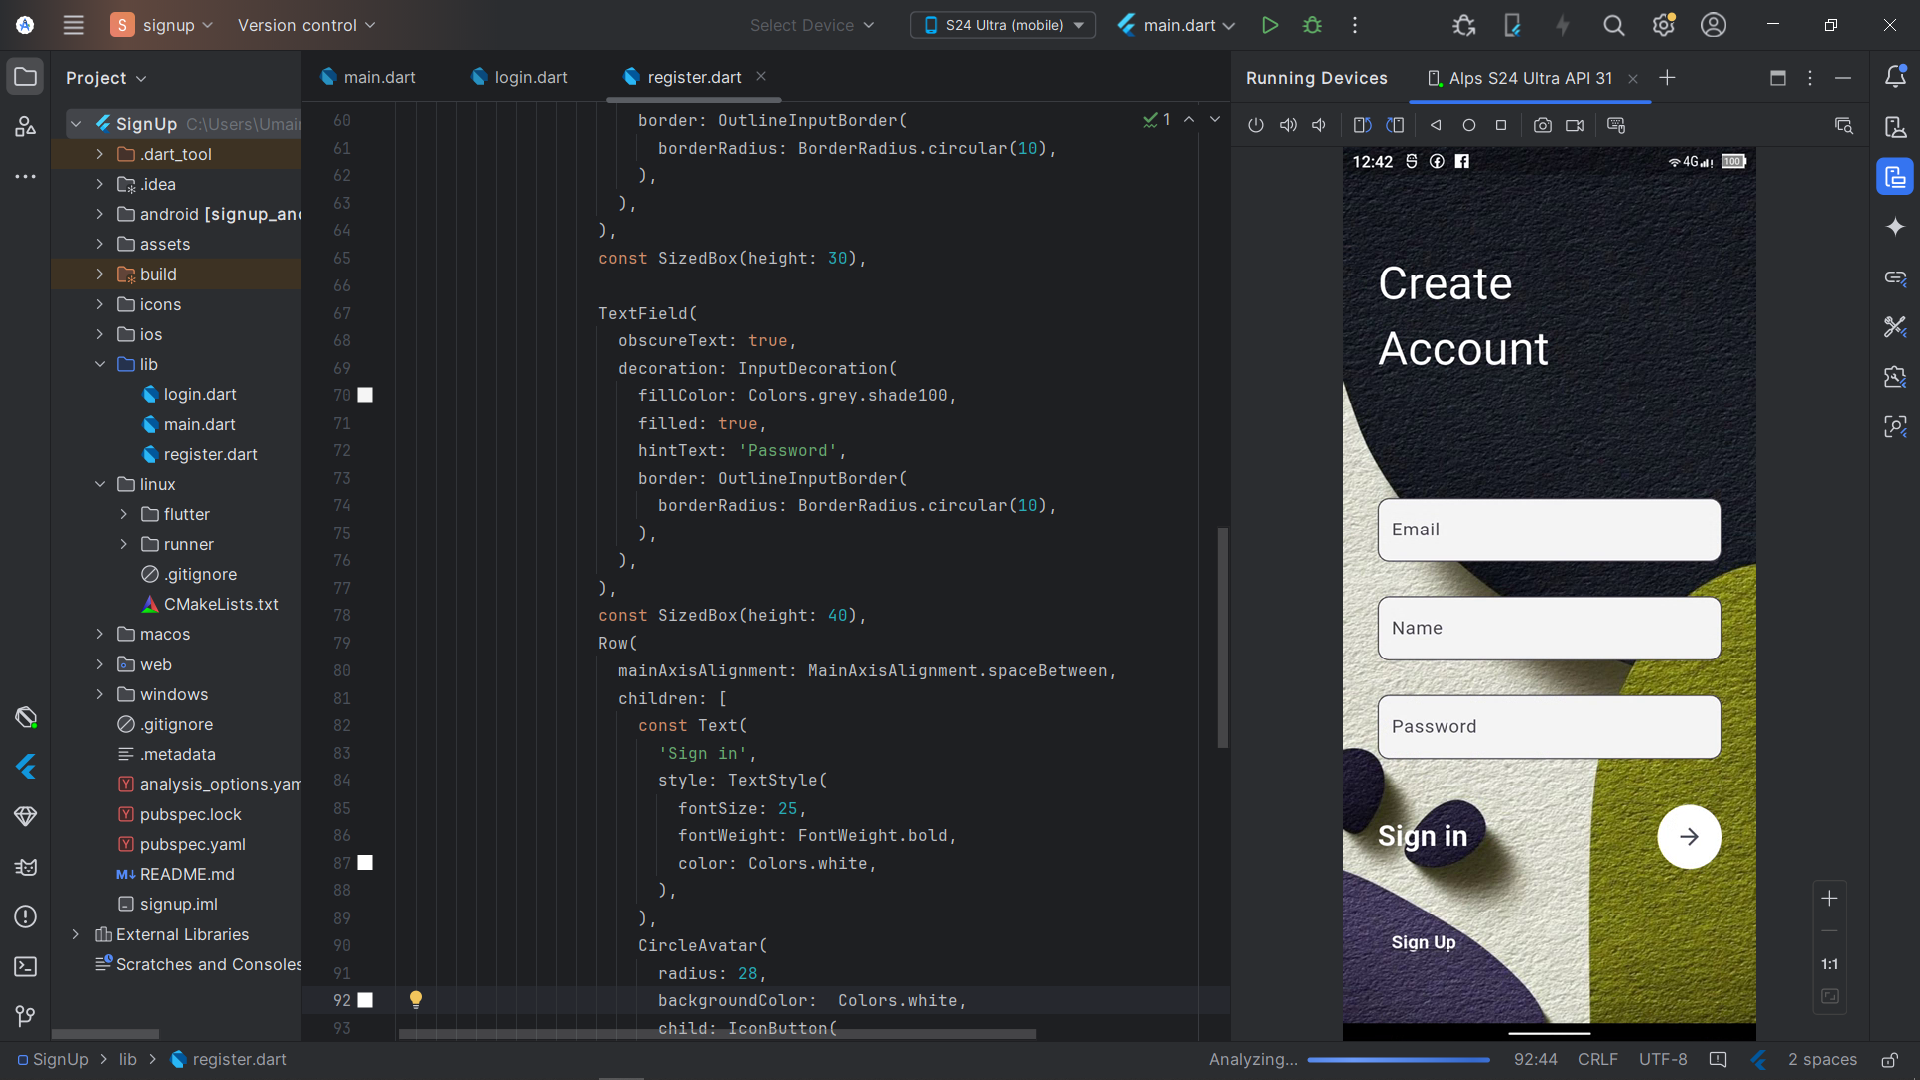 S signup
Version control
Select Device
S24 Ultra (mobile)
main.dart
Project
main.dart
login.dart
register.dart
Running Devices
Alps S24 Ultra API 31
SignUp C:\Users\Umai
.dart_tool
.idea
android [signup_and
assets
build
icons
ios
lib
login.dart
main.dart
register.dart
linux
flutter
runner
.gitignore
CMakeLists.txt
macos
web
windows
.gitignore
.metadata
analysis_options.yam
pubspec.lock
pubspec.yaml
M↓ README.md
signup.iml
External Libraries
Scratches and Consoles
1
60 border: OutlineInputBorder(
61 borderRadius: BorderRadius.circular(10),
62 ),
63 ),
64 ),
65 const SizedBox(height: 30),
66
67 TextField(
68 obscureText: true,
69 decoration: InputDecoration(
70 fillColor: Colors.grey.shade100,
71 filled: true,
72 hintText: 'Password',
73 border: OutlineInputBorder(
74 borderRadius: BorderRadius.circular(10),
75 ),
76 ),
77 ),
78 const SizedBox(height: 40),
79 Row(
80 mainAxisAlignment: MainAxisAlignment.spaceBetween,
81 children: [
82 const Text(
83 'Sign in',
84 style: TextStyle(
85 fontSize: 25,
86 fontWeight: FontWeight.bold,
87 color: Colors.white,
88 ),
89 ),
90 CircleAvatar(
91 radius: 28,
92 backgroundColor:  Colors.white,
93 child: IconButton(
12:42
4G
100
Create
Account
Email
Name
Password
Sign in
Sign Up
1:1
SignUp > lib > register.dart
Analyzing...
92:44
CRLF
UTF-8
2 spaces